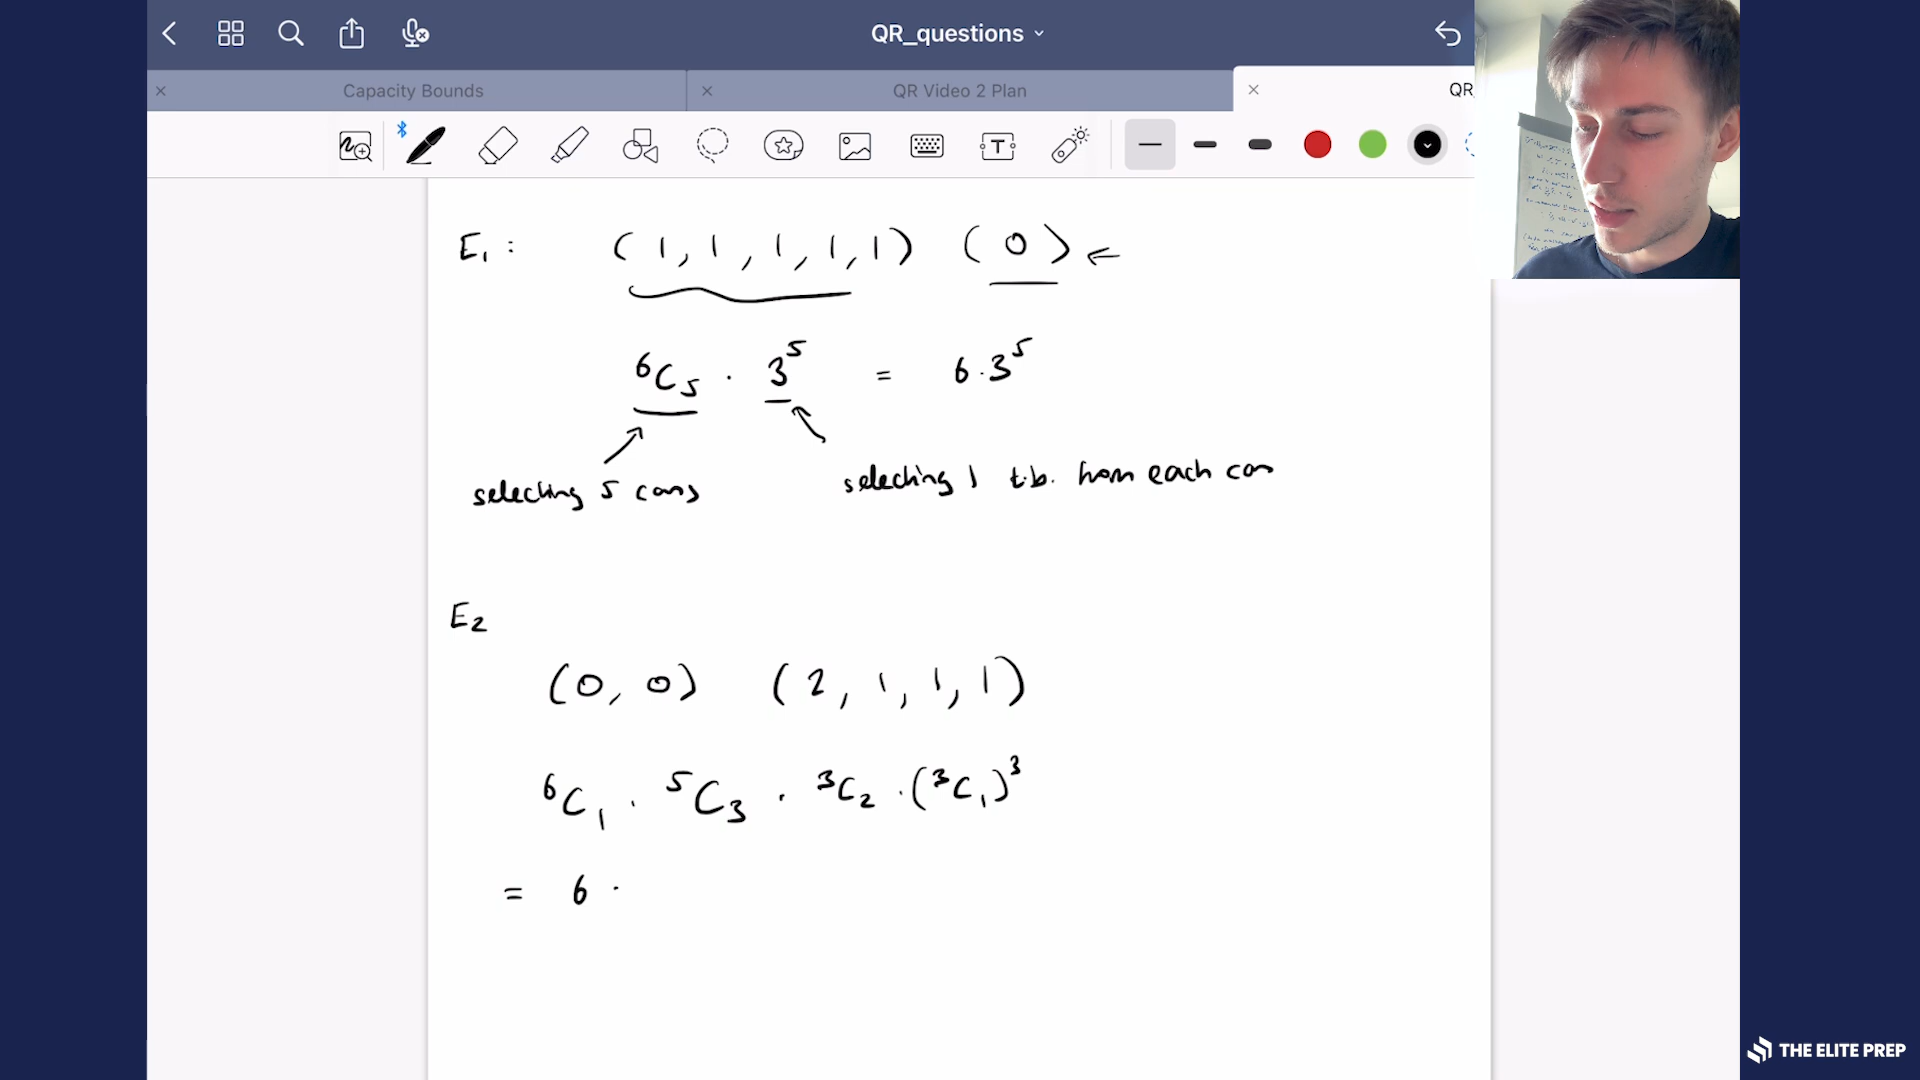 QR_questions
Capacity Bounds
QR Video 2 Plan
QR
E₁ : (1, 1, 1, 1, 1) (0) ←
⁶C₅ · 3⁵ = 6·3⁵
selecting 5 cans
selecting 1 t.b. from each can
E₂
(0, 0) (2, 1, 1, 1)
⁶C₁ · ⁵C₃ · ³C₂ · (³C₁)³
= 6 ·
THE ELITE PREP